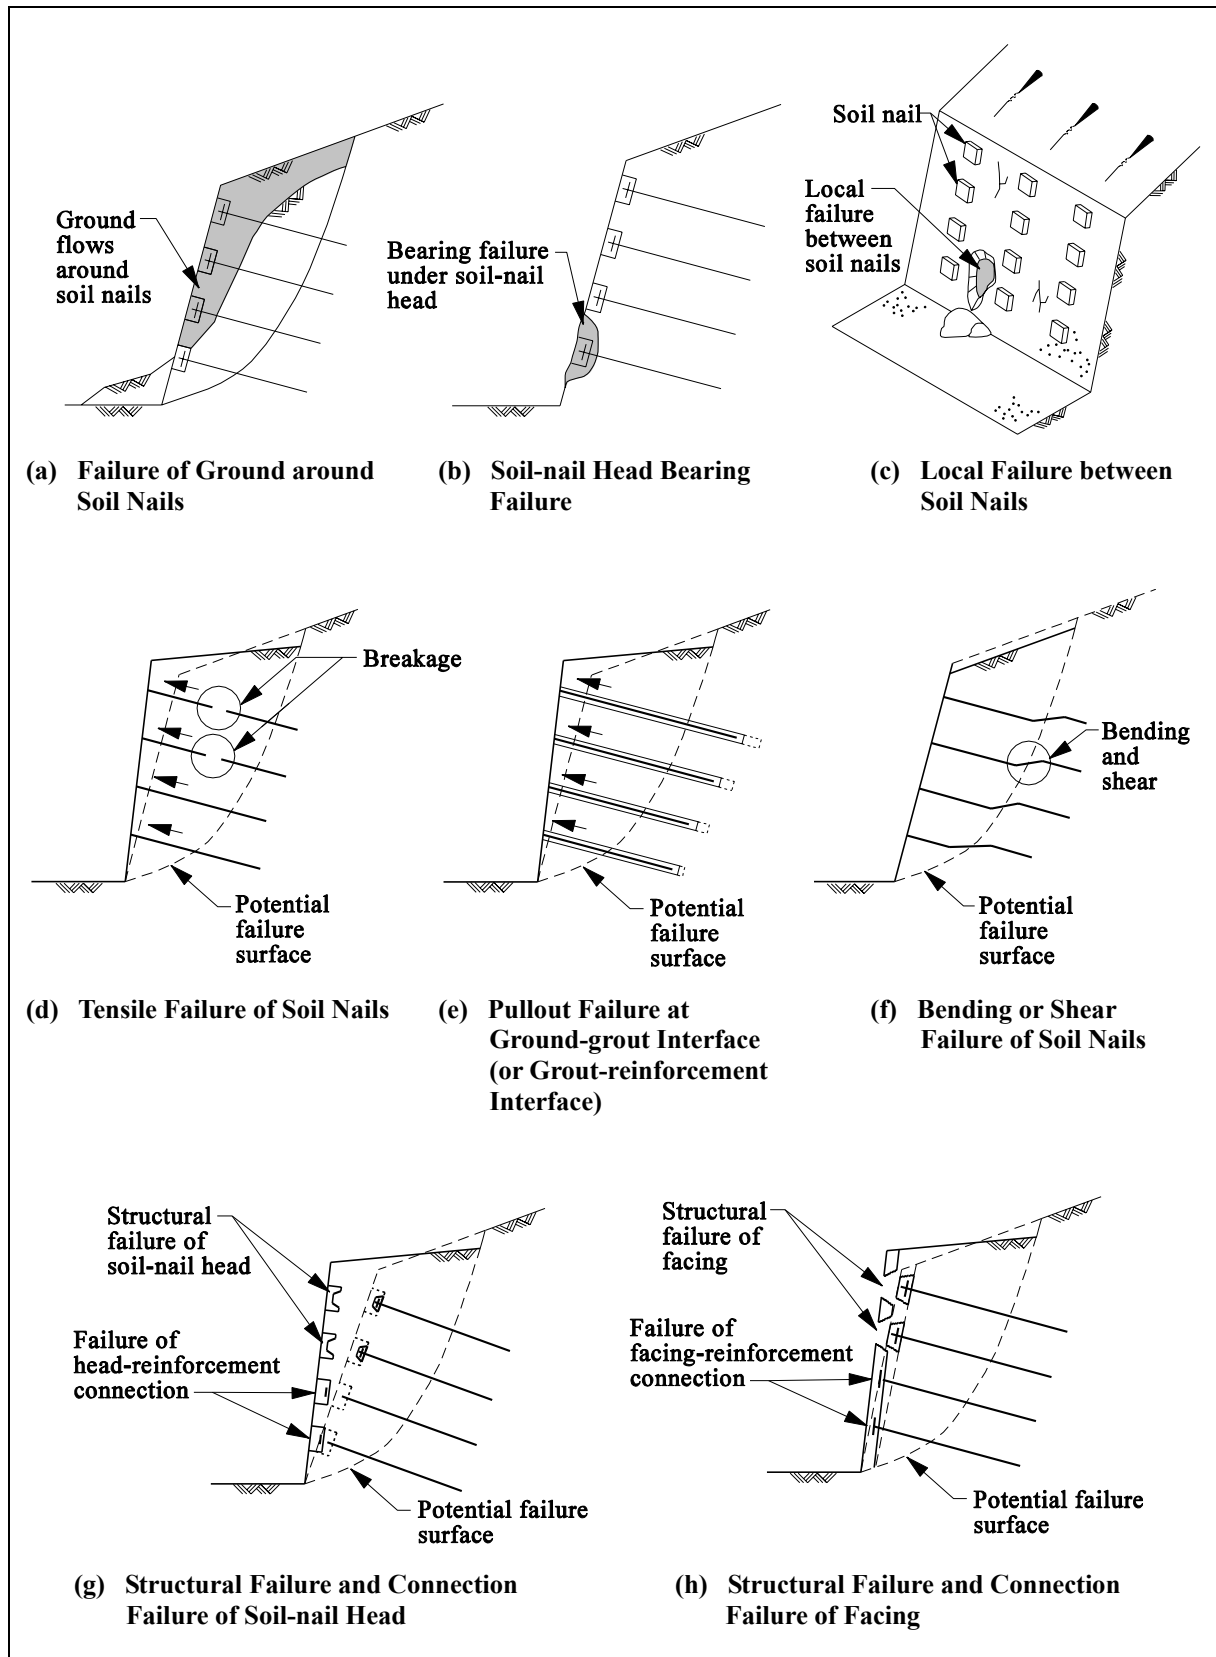 Ground
flows
around
soil nails
Bearing failure
under soil-nail
head
Soil nail
Local
failure
between
soil nails
(a) Failure of Ground around
Soil Nails
(b) Soil-nail Head Bearing
Failure
(c) Local Failure between
Soil Nails
Breakage
Potential
failure
surface
Potential
failure
surface
Bending
and
shear
Potential
failure
surface
(d) Tensile Failure of Soil Nails
(e) Pullout Failure at
Ground-grout Interface
(or Grout-reinforcement
Interface)
(f) Bending or Shear
Failure of Soil Nails
Structural
failure of
soil-nail head
Failure of
head-reinforcement
connection
Potential failure
surface
Structural
failure of
facing
Failure of
facing-reinforcement
connection
Potential failure
surface
(g) Structural Failure and Connection
Failure of Soil-nail Head
(h) Structural Failure and Connection
Failure of Facing